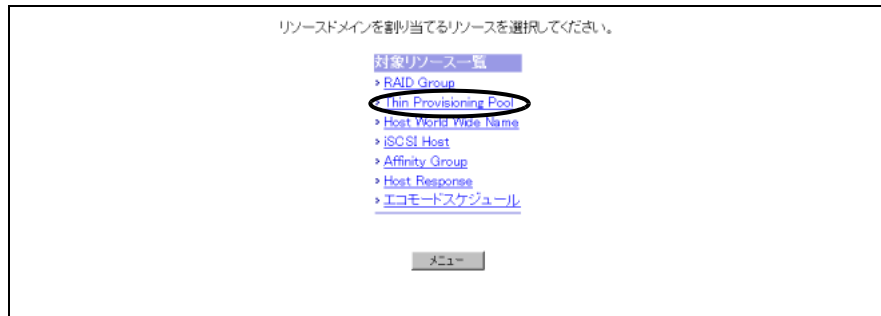 リソースドメインを割り当てるリソースを選択してください。
対象リソース一覧
> RAID Group
> Thin Provisioning Pool
> Host World Wide Name
> iSCSI Host
> Affinity Group
> Host Response
> エコモードスケジュール
メニュー